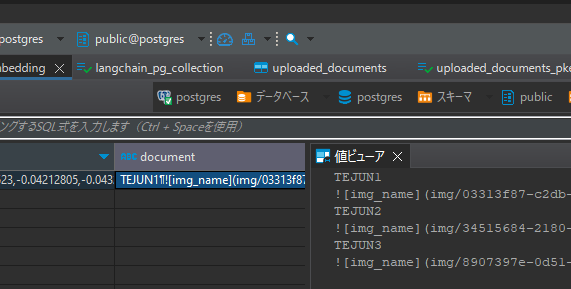 postgres public@postgres
bedding langchain_pg_collection uploaded_documents uploaded_documents_pke
postgres データベース postgres スキーマ public
ングするSQL式を入力します (Ctrl + Spaceを使用)
document 値ビューア
523,-0.04212805,-0.043 TEJUN1¶![img_name](img/03313f87
TEJUN1
![img_name](img/03313f87-c2db-
TEJUN2
![img_name](img/34515684-2180-
TEJUN3
![img_name](img/8907397e-0d51-